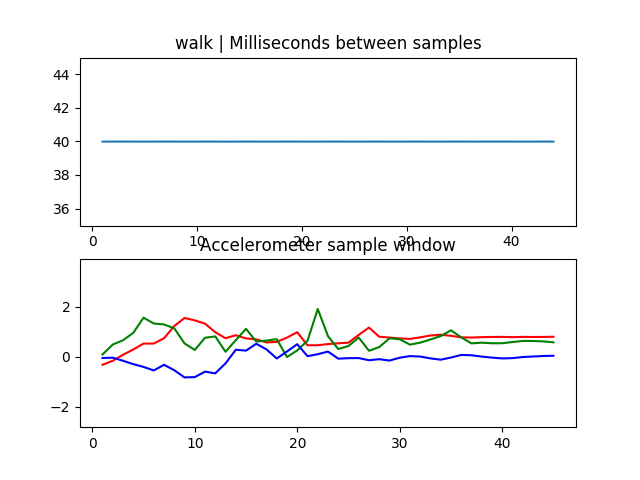 walk | Milliseconds between samples
44
42
40
38
36
0 10 20 30 40
Accelerometer sample window
2
0
−2
0 10 20 30 40